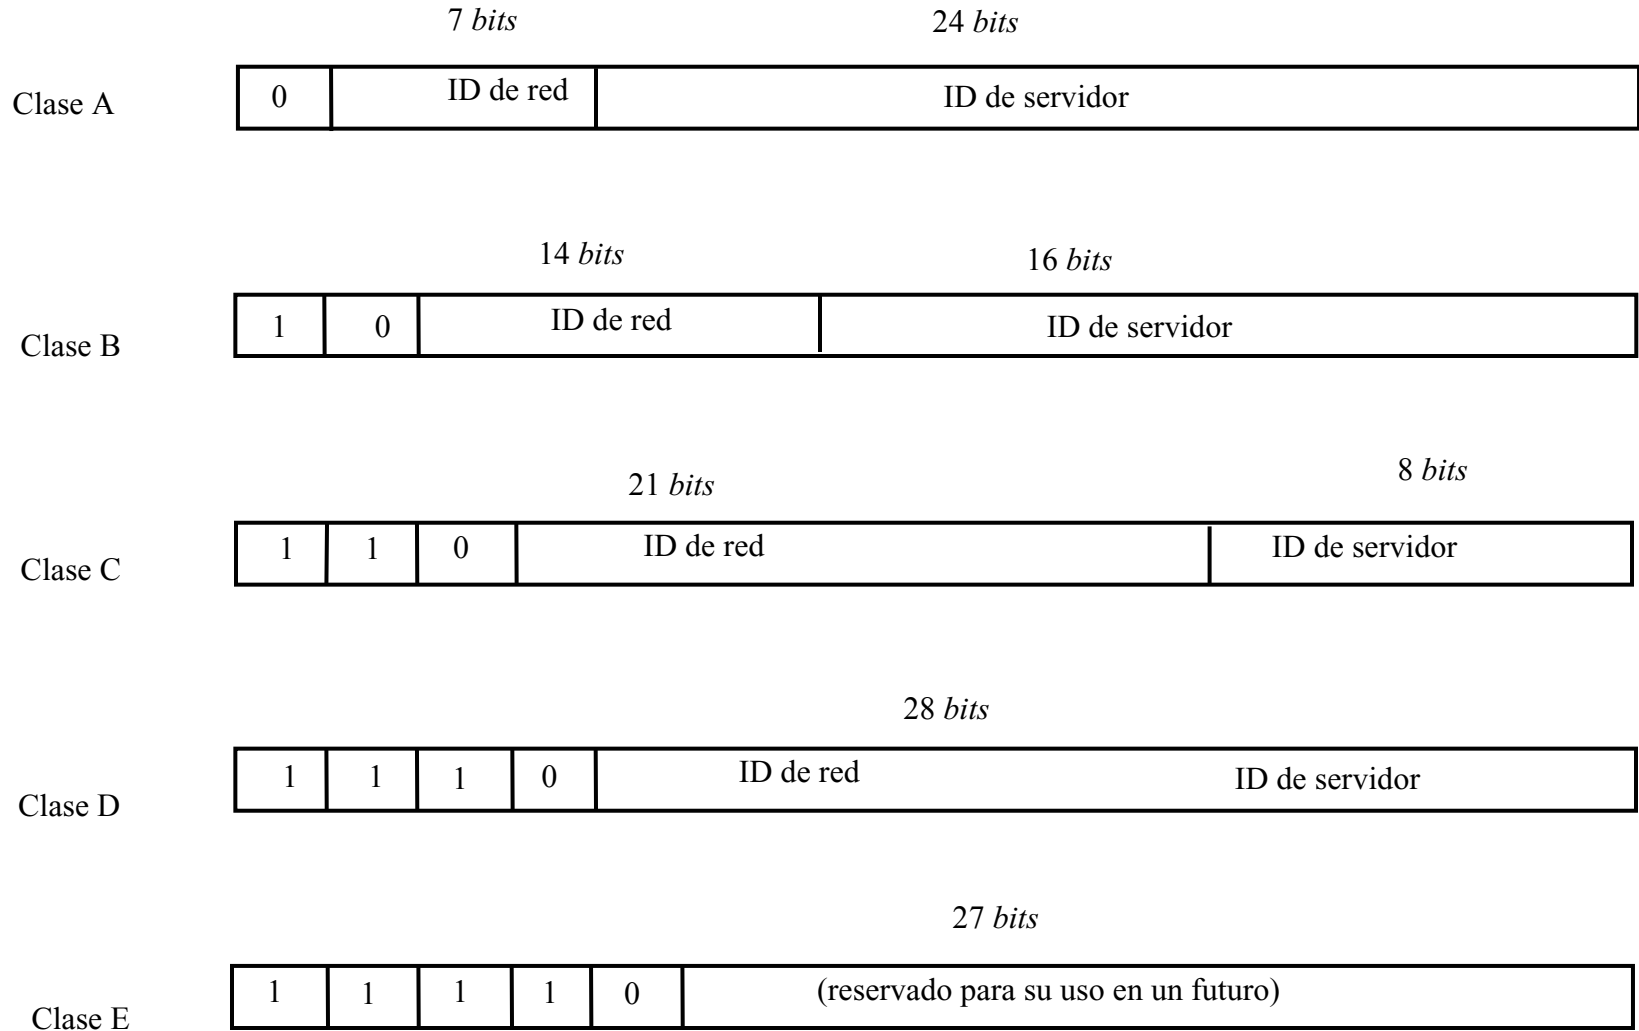 7 bits 24 bits
Clase A 0 ID de red ID de servidor
14 bits 16 bits
Clase B 1 0 ID de red ID de servidor
21 bits 8 bits
Clase C 1 1 0 ID de red ID de servidor
28 bits
Clase D 1 1 1 0 ID de red ID de servidor
27 bits
Clase E 1 1 1 1 0 (reservado para su uso en un futuro)